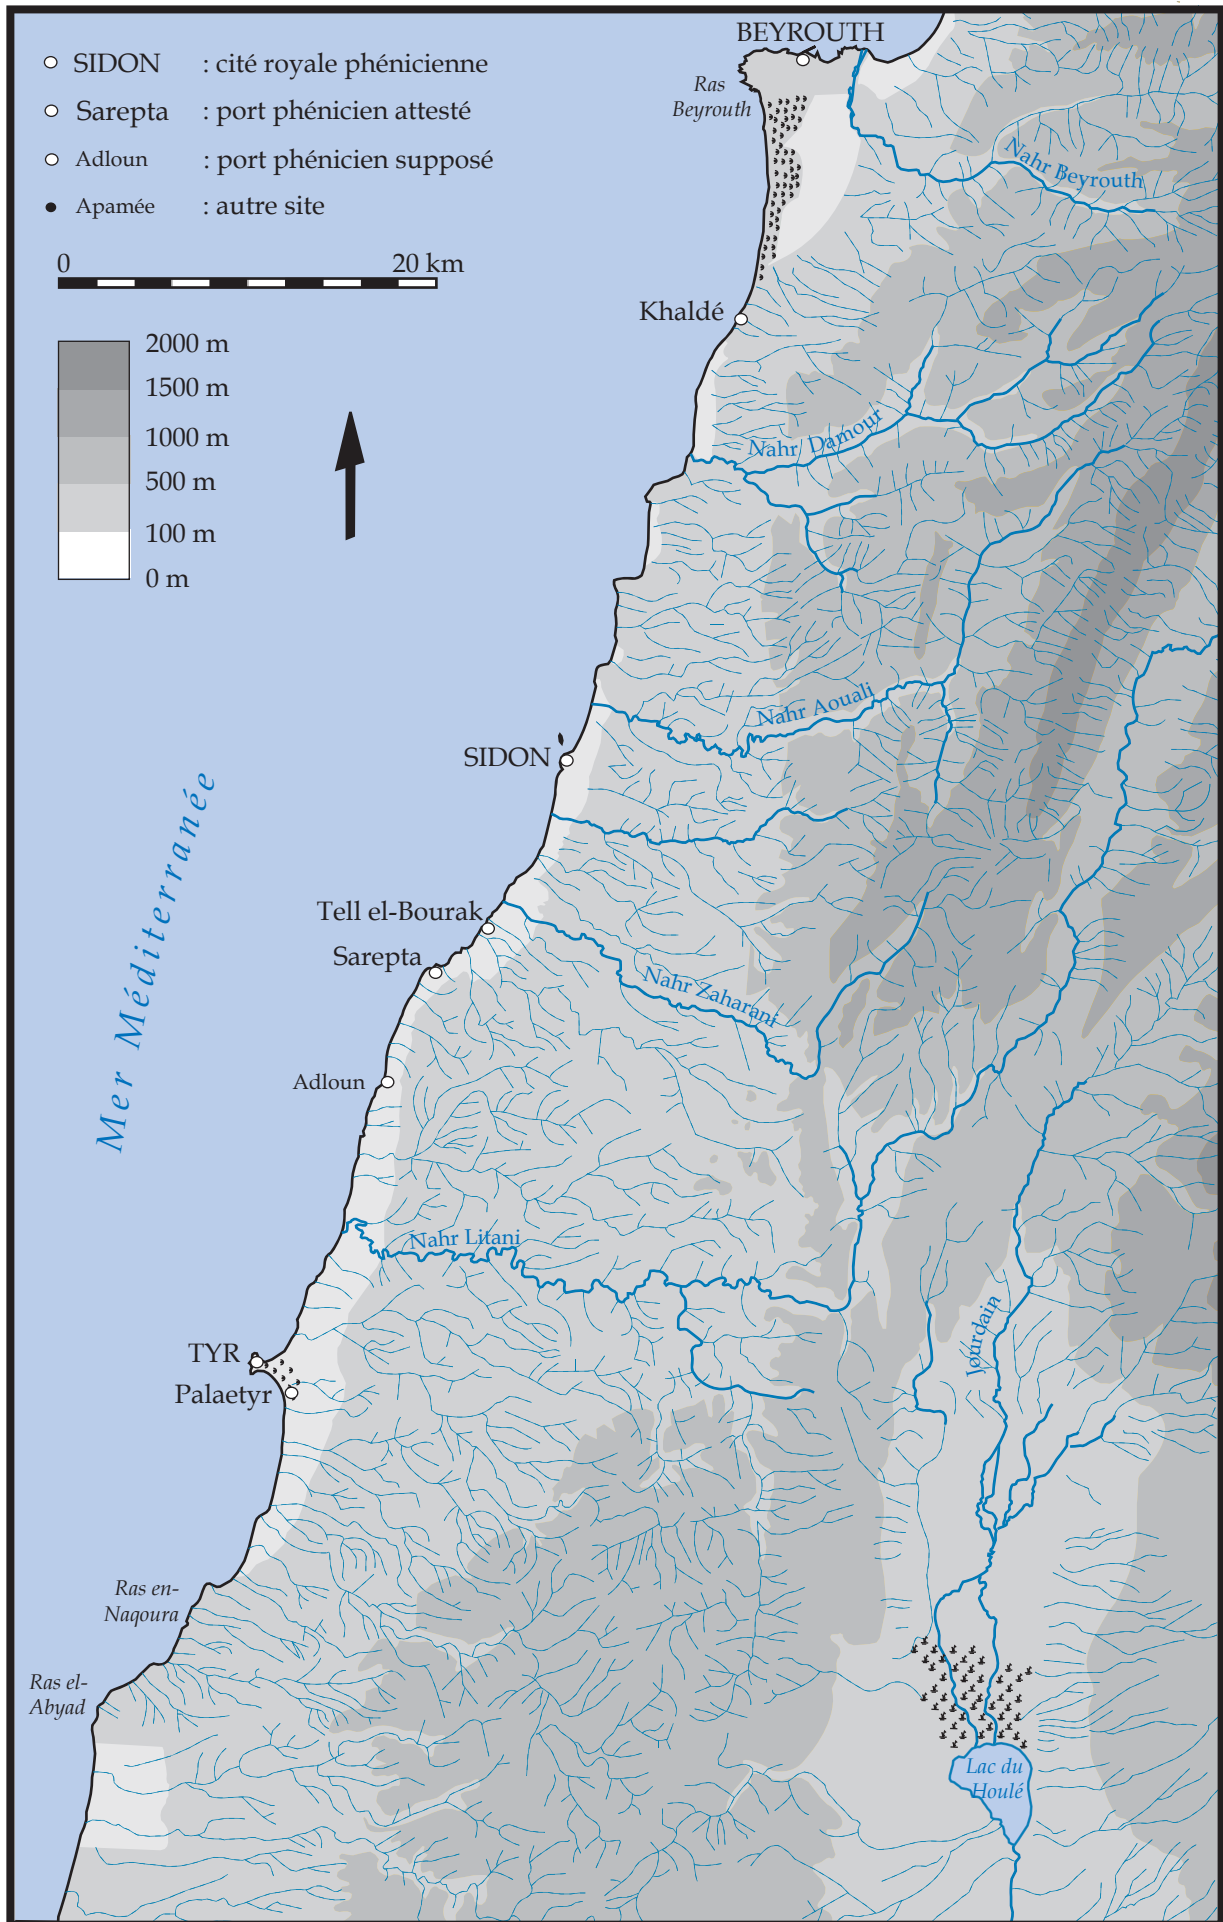 SIDON : cité royale phénicienne
Sarepta : port phénicien attesté
Adloun : port phénicien supposé
Apamée : autre site
0 20 km
2000 m
1500 m
1000 m
500 m
100 m
0 m
BEYROUTH
Ras
Beyrouth
Nahr Beyrouth
Khaldé
Nahr Damour
Nahr Aouali
SIDON
Mer Méditerranée
Tell el-Bourak
Sarepta
Nahr Zaharani
Adloun
Nahr Litani
Jourdain
TYR
Palaetyr
Ras en-
Naqoura
Ras el-
Abyad
Lac du
Houlé